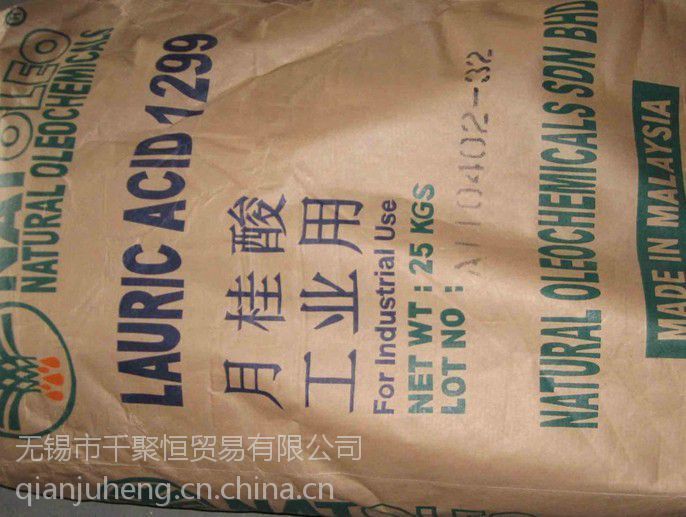 NATOLEO®
NATURAL OLEOCHEMICALS
LAURIC ACID 1299
月桂酸
工业用
For Industrial Use
NET WT : 25 KGS
LOT NO :
NATURAL OLEOCHEMICALS SDN BHD
MADE IN MALAYSIA
无锡市千聚恒贸易有限公司
qianjuheng.cn.china.cn